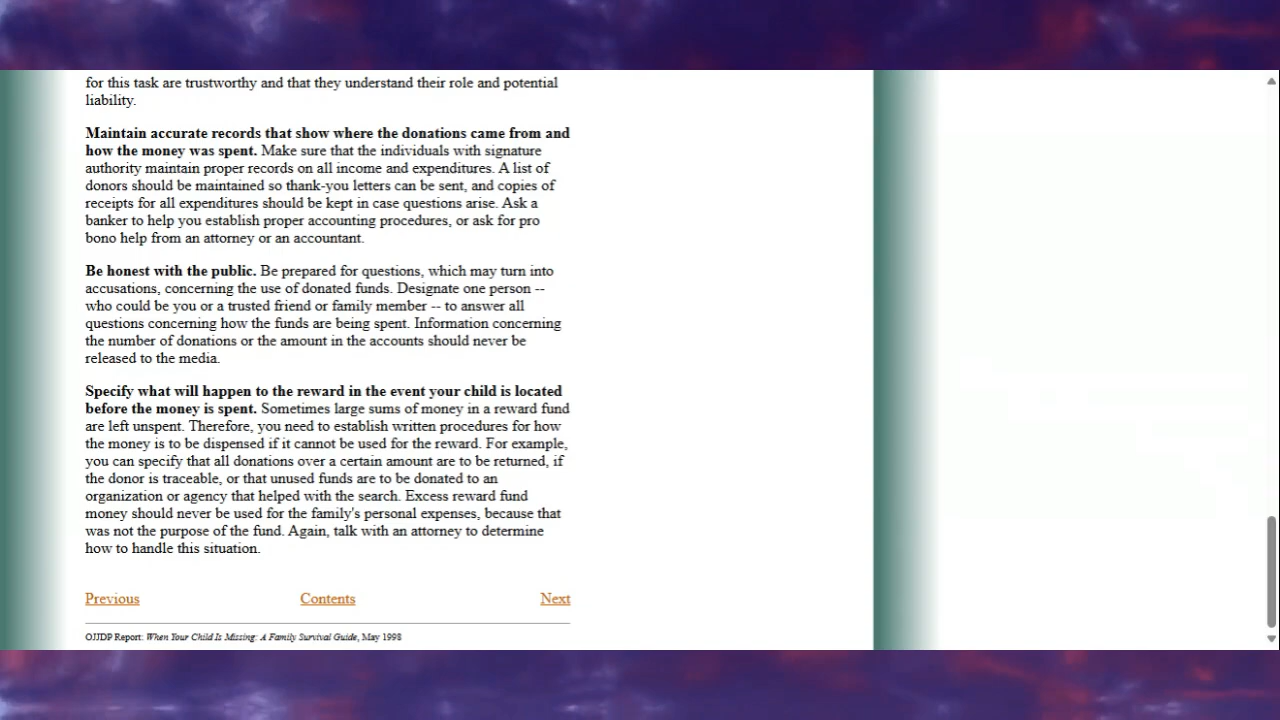 for this task are trustworthy and that they understand their role and potential
liability.
Maintain accurate records that show where the donations came from and
how the money was spent. Make sure that the individuals with signature
authority maintain proper records on all income and expenditures. A list of
donors should be maintained so thank-you letters can be sent, and copies of
receipts for all expenditures should be kept in case questions arise. Ask a
banker to help you establish proper accounting procedures, or ask for pro
bono help from an attorney or an accountant.
Be honest with the public. Be prepared for questions, which may turn into
accusations, concerning the use of donated funds. Designate one person --
who could be you or a trusted friend or family member -- to answer all
questions concerning how the funds are being spent. Information concerning
the number of donations or the amount in the accounts should never be
released to the media.
Specify what will happen to the reward in the event your child is located
before the money is spent. Sometimes large sums of money in a reward fund
are left unspent. Therefore, you need to establish written procedures for how
the money is to be dispensed if it cannot be used for the reward. For example,
you can specify that all donations over a certain amount are to be returned, if
the donor is traceable, or that unused funds are to be donated to an
organization or agency that helped with the search. Excess reward fund
money should never be used for the family's personal expenses, because that
was not the purpose of the fund. Again, talk with an attorney to determine
how to handle this situation.
Previous Contents Next
OJJDP Report: When Your Child Is Missing: A Family Survival Guide, May 1998